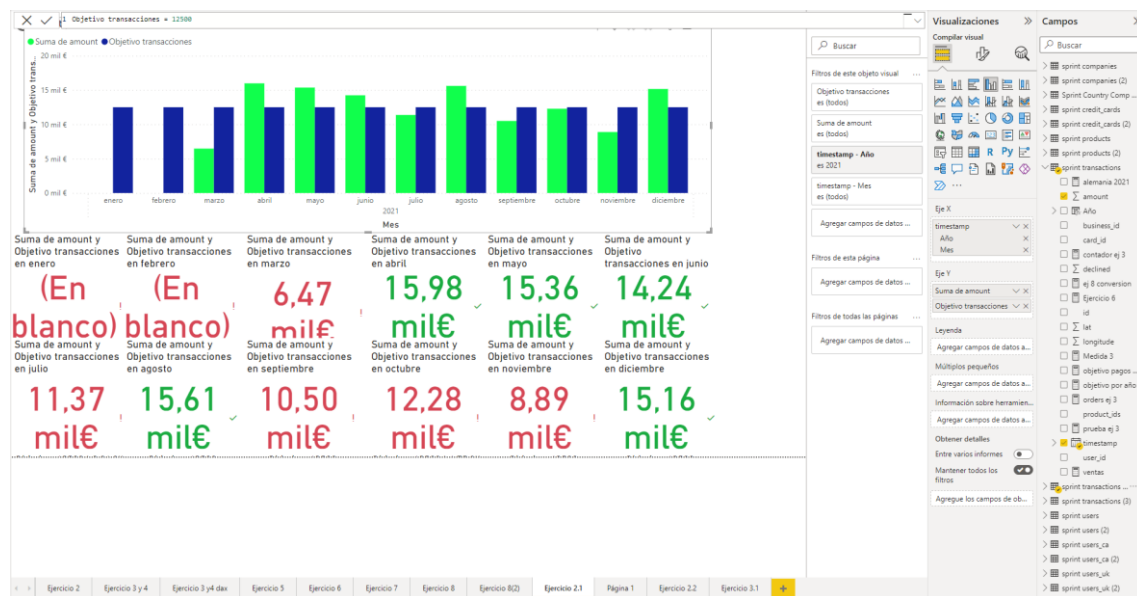 1 Objetivo transacciones = 12500
Suma de amount Objetivo transacciones
20 mil €
15 mil €
10 mil €
5 mil €
0 mil €
Suma de amount y Objetivo trans...
enero febrero marzo abril mayo junio julio agosto septiembre octubre noviembre diciembre
2021
Mes
Suma de amount y Objetivo transacciones en enero
(En blanco)
Suma de amount y Objetivo transacciones en febrero
(En blanco)
Suma de amount y Objetivo transacciones en marzo
6,47 mil€
Suma de amount y Objetivo transacciones en abril
15,98 mil€
Suma de amount y Objetivo transacciones en mayo
15,36 mil€
Suma de amount y Objetivo transacciones en junio
14,24 mil€
Suma de amount y Objetivo transacciones en julio
11,37 mil€
Suma de amount y Objetivo transacciones en agosto
15,61 mil€
Suma de amount y Objetivo transacciones en septiembre
10,50 mil€
Suma de amount y Objetivo transacciones en octubre
12,28 mil€
Suma de amount y Objetivo transacciones en noviembre
8,89 mil€
Suma de amount y Objetivo transacciones en diciembre
15,16 mil€
Buscar
Filtros de este objeto visual ...
Objetivo transacciones
es (todos)
Suma de amount
es (todos)
timestamp - Año
es 2021
timestamp - Mes
es (todos)
Agregar campos de datos ...
Filtros de esta página ...
Agregar campos de datos ...
Filtros de todas las páginas ...
Agregar campos de datos ...
Visualizaciones
Compilar visual
R Py
...
Eje X
timestamp
Año
Mes
Eje Y
Suma de amount
Objetivo transacciones
Leyenda
Agregar campos de datos a...
Múltiplos pequeños
Agregar campos de datos a...
Información sobre herramien...
Agregar campos de datos a...
Obtener detalles
Entre varios informes
Mantener todos los filtros
Agregue los campos de ob...
Campos
Buscar
sprint companies
sprint companies (2)
Sprint Country Comp ...
sprint credit_cards
sprint credit_cards (2)
sprint products
sprint products (2)
sprint transactions
alemania 2021
amount
Año
business_id
card_id
contador ej 3
declined
ej 8 conversion
Ejercicio 6
id
lat
longitude
Medida 3
objetivo pagos ...
objetivo por año
orders ej 3
product_ids
prueba ej 3
timestamp
user_id
ventas
sprint transactions ...
sprint transactions (3)
sprint users
sprint users (2)
sprint users_ca
sprint users_ca (2)
sprint users_uk
sprint users_uk (2)
Ejercicio 2
Ejercicio 3 y 4
Ejercicio 3 y4 dax
Ejercicio 5
Ejercicio 6
Ejercicio 7
Ejercicio 8
Ejercicio 8(2)
Ejercicio 2.1
Página 1
Ejercicio 2.2
Ejercicio 3.1
+